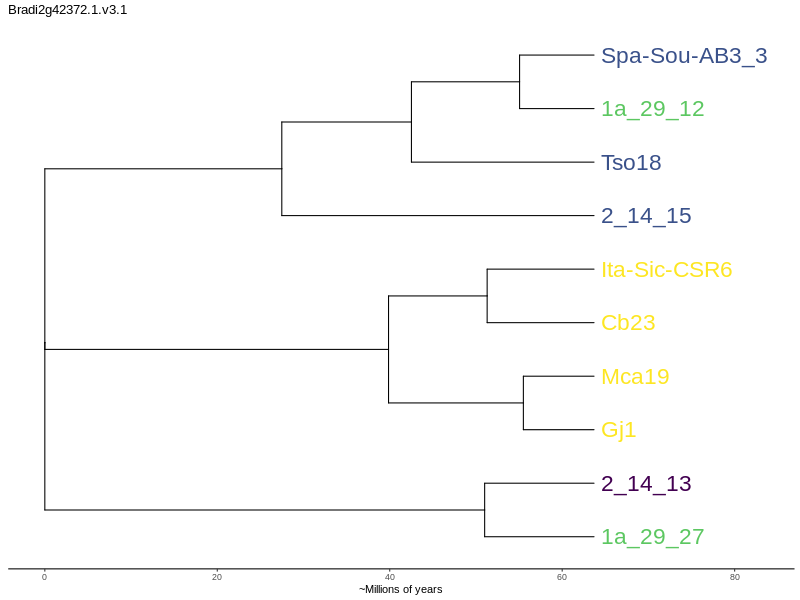 Bradi2g42372.1.v3.1
Spa-Sou-AB3_3
1a_29_12
Tso18
2_14_15
Ita-Sic-CSR6
Cb23
Mca19
Gj1
2_14_13
1a_29_27
0 20 40 60 80
~Millions of years